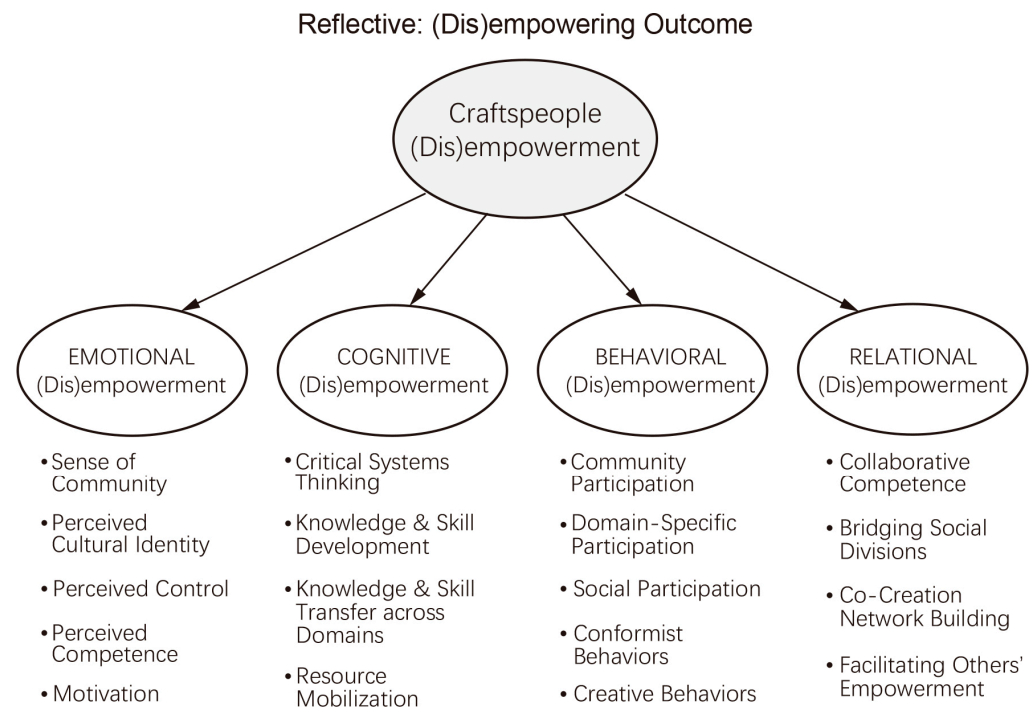 Reflective: (Dis)empowering Outcome
Craftspeople
(Dis)empowerment
EMOTIONAL
(Dis)empowerment
• Sense of
Community
• Perceived
Cultural Identity
• Perceived Control
• Perceived
Competence
• Motivation
COGNITIVE
(Dis)empowerment
• Critical Systems
Thinking
• Knowledge & Skill
Development
• Knowledge & Skill
Transfer across
Domains
• Resource
Mobilization
BEHAVIORAL
(Dis)empowerment
• Community
Participation
• Domain-Specific
Participation
• Social Participation
• Conformist
Behaviors
• Creative Behaviors
RELATIONAL
(Dis)empowerment
• Collaborative
Competence
• Bridging Social
Divisions
• Co-Creation
Network Building
• Facilitating Others'
Empowerment